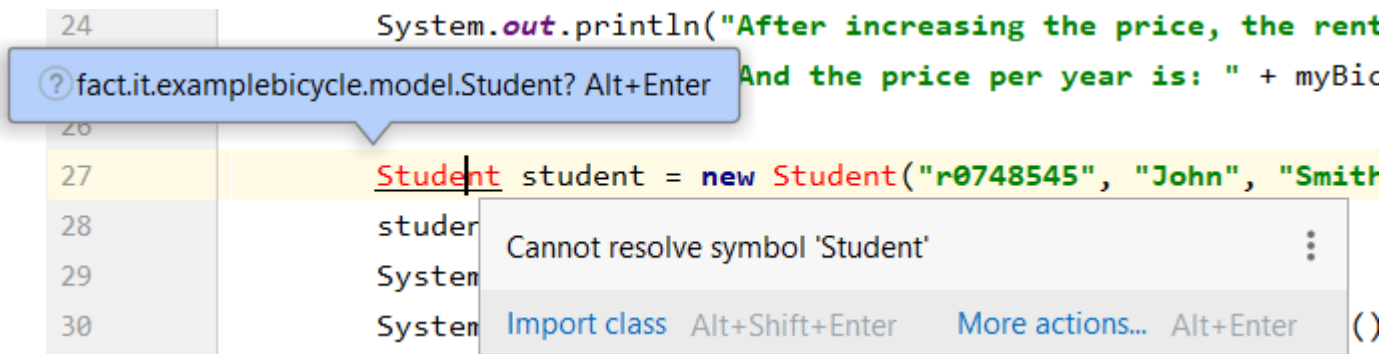 24 System.out.println("After increasing the price, the rent
?fact.it.examplebicycle.model.Student? Alt+Enter And the price per year is: " + myBic
26
27 Student student = new Student("r0748545", "John", "Smith
28 studen
Cannot resolve symbol 'Student'
29 System
30 System ()
Import class Alt+Shift+Enter More actions... Alt+Enter